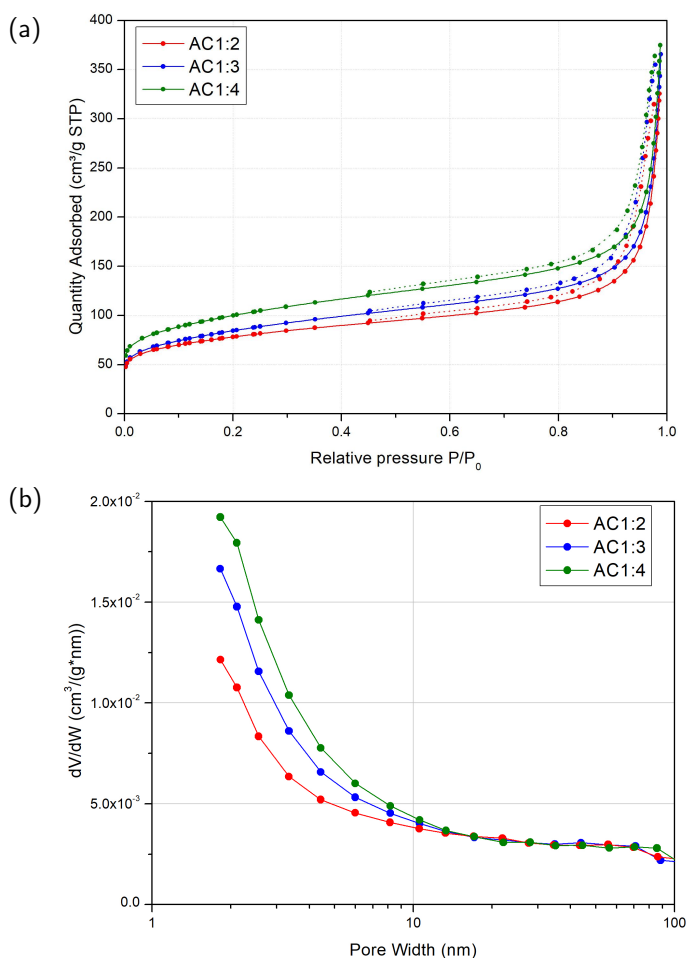 (a)
400
350
300
250
200
150
100
50
0
Quantity Adsorbed (cm³/g STP)
AC1:2
AC1:3
AC1:4
0.0 0.2 0.4 0.6 0.8 1.0
Relative pressure P/P₀
(b)
2.0x10⁻²
1.5x10⁻²
1.0x10⁻²
5.0x10⁻³
0.0
dV/dW (cm³/(g*nm))
AC1:2
AC1:3
AC1:4
1 10 100
Pore Width (nm)